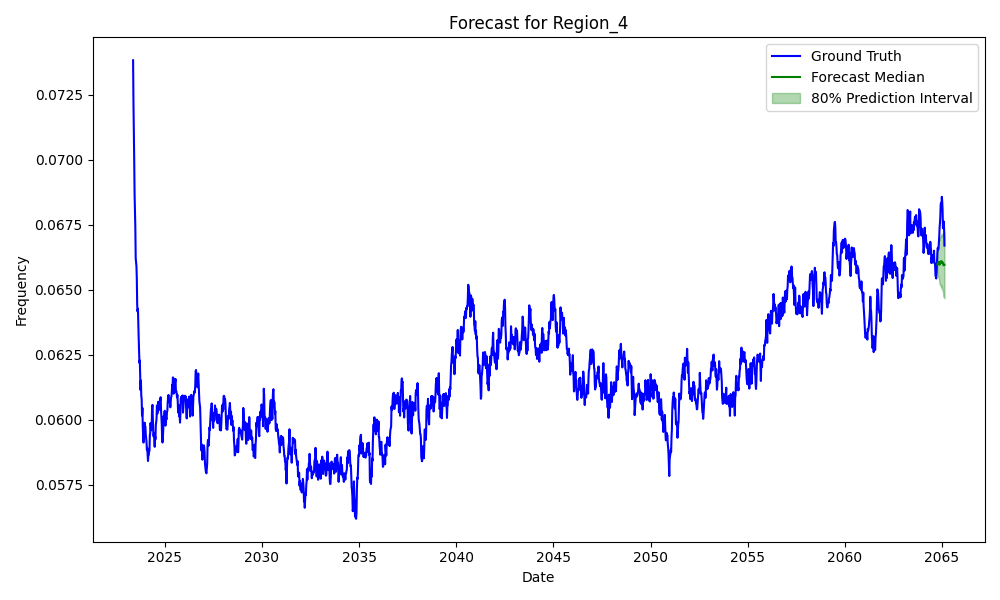 Forecast for Region_4
Ground Truth
Forecast Median
80% Prediction Interval
0.0725
0.0700
0.0675
0.0650
0.0625
0.0600
0.0575
Frequency
2025
2030
2035
2040
2045
2050
2055
2060
2065
Date